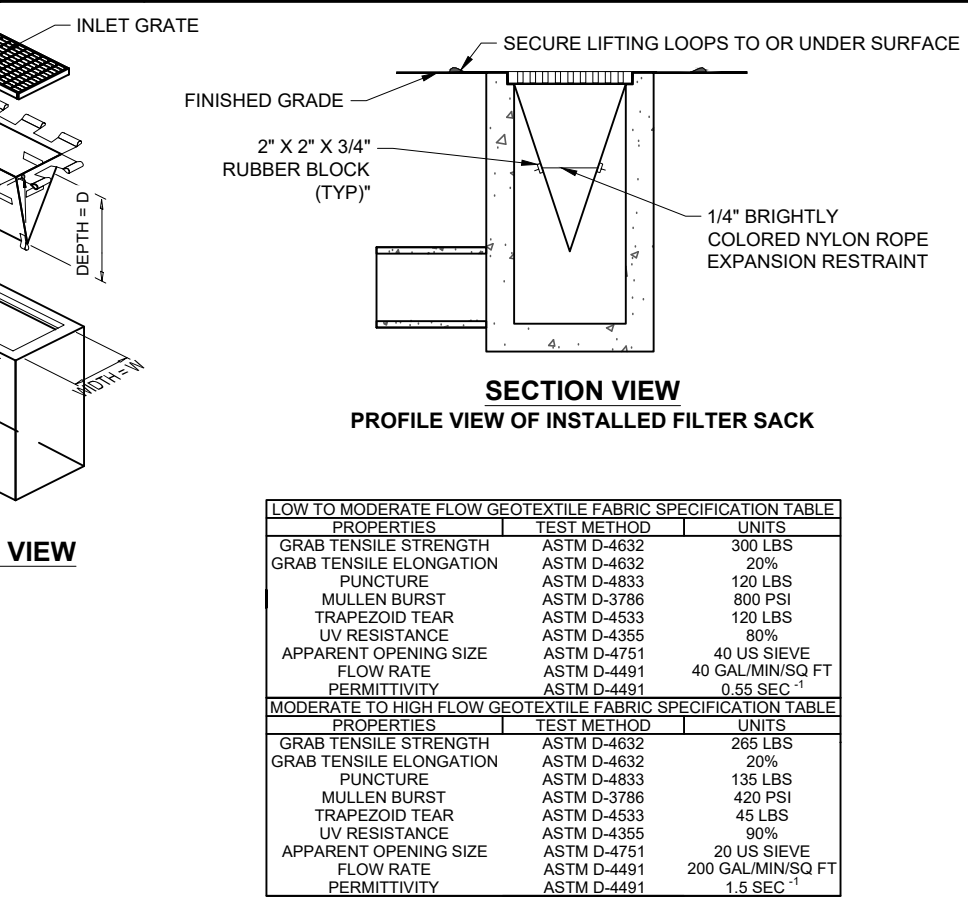 INLET GRATE
SECURE LIFTING LOOPS TO OR UNDER SURFACE
FINISHED GRADE
2" X 2" X 3/4"
RUBBER BLOCK
(TYP)"
DEPTH = D
1/4" BRIGHTLY
COLORED NYLON ROPE
EXPANSION RESTRAINT
WIDTH = W
SECTION VIEW
PROFILE VIEW OF INSTALLED FILTER SACK
VIEW
LOW TO MODERATE FLOW GEOTEXTILE FABRIC SPECIFICATION TABLE
PROPERTIES TEST METHOD UNITS
GRAB TENSILE STRENGTH ASTM D-4632 300 LBS
GRAB TENSILE ELONGATION ASTM D-4632 20%
PUNCTURE ASTM D-4833 120 LBS
MULLEN BURST ASTM D-3786 800 PSI
TRAPEZOID TEAR ASTM D-4533 120 LBS
UV RESISTANCE ASTM D-4355 80%
APPARENT OPENING SIZE ASTM D-4751 40 US SIEVE
FLOW RATE ASTM D-4491 40 GAL/MIN/SQ FT
PERMITTIVITY ASTM D-4491 0.55 SEC -1
MODERATE TO HIGH FLOW GEOTEXTILE FABRIC SPECIFICATION TABLE
PROPERTIES TEST METHOD UNITS
GRAB TENSILE STRENGTH ASTM D-4632 265 LBS
GRAB TENSILE ELONGATION ASTM D-4632 20%
PUNCTURE ASTM D-4833 135 LBS
MULLEN BURST ASTM D-3786 420 PSI
TRAPEZOID TEAR ASTM D-4533 45 LBS
UV RESISTANCE ASTM D-4355 90%
APPARENT OPENING SIZE ASTM D-4751 20 US SIEVE
FLOW RATE ASTM D-4491 200 GAL/MIN/SQ FT
PERMITTIVITY ASTM D-4491 1.5 SEC -1